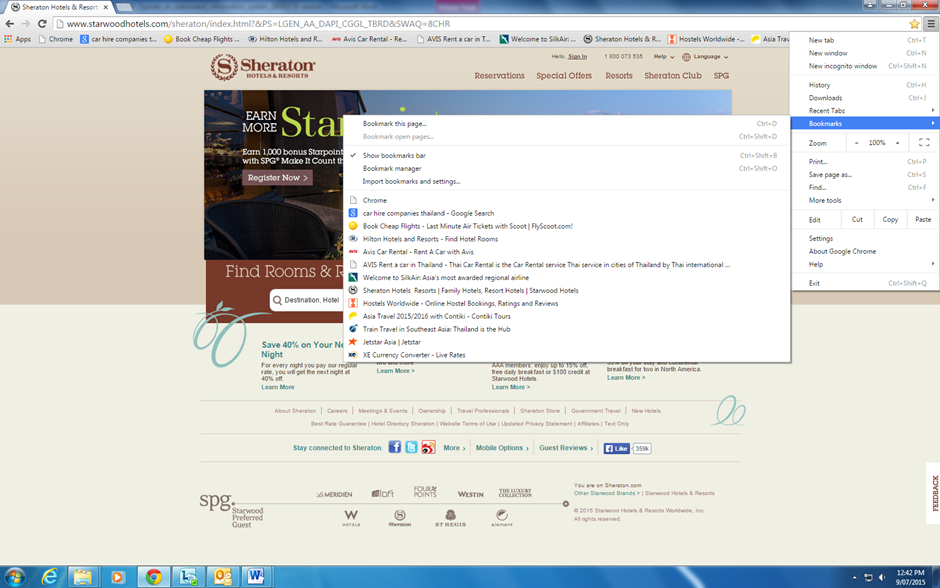 Sheraton Hotels & Resort
www.starwoodhotels.com/sheraton/index.html?&PS=LGEN_AA_DAPI_CGGL_TBRD&SWAQ=8CHR
Apps Chrome car hire companies t... Book Cheap Flights - ... Hilton Hotels and R... Avis Car Rental - Re... AVIS Rent a car in T... Welcome to SilkAir: ... Sheraton Hotels & R... Hostels Worldwide -... Asia Trav
Sheraton
HOTELS & RESORTS
Hello, Sign In 1 800 073 535 Help Language
Reservations Special Offers Resorts Sheraton Club SPG
EARN
MORE
Earn 1,000 bonus Starpoint
with SPG® Make It Count th
Register Now >
Find Rooms & R
Destination, Hotel
New tab Ctrl+T
New window Ctrl+N
New incognito window Ctrl+Shift+N
History Ctrl+H
Downloads Ctrl+J
Recent Tabs
Bookmarks
Zoom - 100% +
Print... Ctrl+P
Save page as... Ctrl+S
Find... Ctrl+F
More tools
Edit Cut Copy Paste
Settings
About Google Chrome
Help
Exit Ctrl+Shift+Q
Bookmark this page... Ctrl+D
Bookmark open pages... Ctrl+Shift+D
Show bookmarks bar Ctrl+Shift+B
Bookmark manager Ctrl+Shift+O
Import bookmarks and settings...
Chrome
car hire companies thailand - Google Search
Book Cheap Flights - Last Minute Air Tickets with Scoot | FlyScoot.com!
Hilton Hotels and Resorts - Find Hotel Rooms
Avis Car Rental - Rent A Car with Avis
AVIS Rent a car in Thailand - Thai Car Rental is the Car Rental service Thai service in cities of Thailand by Thai international ...
Welcome to SilkAir: Asia's most awarded regional airline
Sheraton Hotels & Resorts | Family Hotels, Resort Hotels | Starwood Hotels
Hostels Worldwide - Online Hostel Bookings, Ratings and Reviews
Asia Travel 2015/2016 with Contiki - Contiki Tours
Train Travel in Southeast Asia: Thailand is the Hub
Jetstar Asia | Jetstar
XE Currency Converter - Live Rates
Save 40% on Your Ne
Night
For every night you pay our regular
rate, you will get the next night at
40% off.
Learn More
Learn More >
AAA members: enjoy up to 15% off,
free daily breakfast or $100 credit at
Starwood Hotels.
Learn More >
breakfast for two in North America.
Learn More >
About Sheraton | Careers | Meetings & Events | Ownership | Travel Professionals | Sheraton Store | Government Travel | New Hotels
Best Rate Guarantee | Hotel Directory Sheraton | Website Terms of Use | Updated Privacy Statement | Affiliates | Text Only
Stay connected to Sheraton More > Mobile Options > Guest Reviews > Like 359k
spg.
Starwood
Preferred
Guest
LE MERIDIEN aloft FOUR POINTS WESTIN THE LUXURY COLLECTION
W HOTELS Sheraton ST REGIS element
You are on Sheraton.com
Other Starwood Brands > | Starwood Hotels & Resorts
© 2015 Starwood Hotels & Resorts Worldwide, Inc.
All rights reserved.
FEEDBACK
12:42 PM
9/07/2015